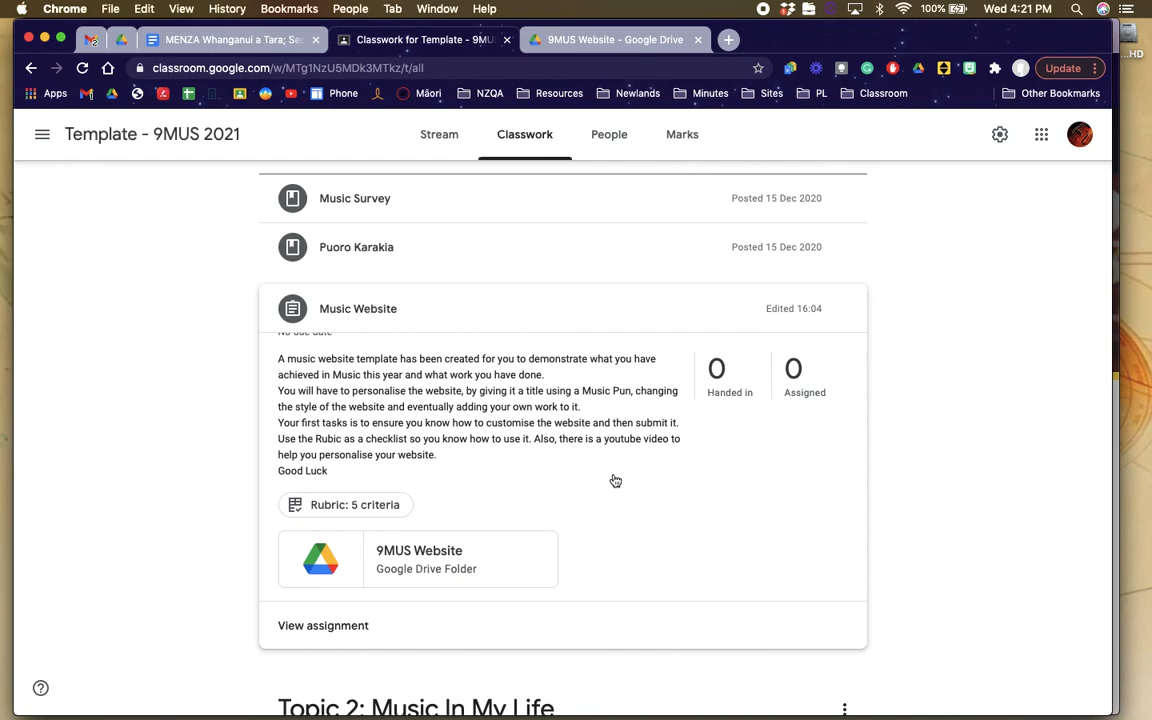 Chrome File Edit View History Bookmarks People Tab Window Help 100% Wed 4:21 PM
MENZA Whanganui a Tara; Sec Classwork for Template - 9MU 9MUS Website - Google Drive
HD
classroom.google.com/w/MTg1NzU5MDk3MTkz/t/all Update
Apps Phone Māori NZQA Resources Newlands Minutes Sites PL Classroom Other Bookmarks
Template - 9MUS 2021 Stream Classwork People Marks
Music Survey Posted 15 Dec 2020
Puoro Karakia Posted 15 Dec 2020
Music Website Edited 16:04
No due date
A music website template has been created for you to demonstrate what you have
achieved in Music this year and what work you have done.
You will have to personalise the website, by giving it a title using a Music Pun, changing
the style of the website and eventually adding your own work to it.
Your first tasks is to ensure you know how to customise the website and then submit it.
Use the Rubic as a checklist so you know how to use it. Also, there is a youtube video to
help you personalise your website.
Good Luck
0 0
Handed in Assigned
Rubric: 5 criteria
9MUS Website
Google Drive Folder
View assignment
Topic 2: Music In My Life